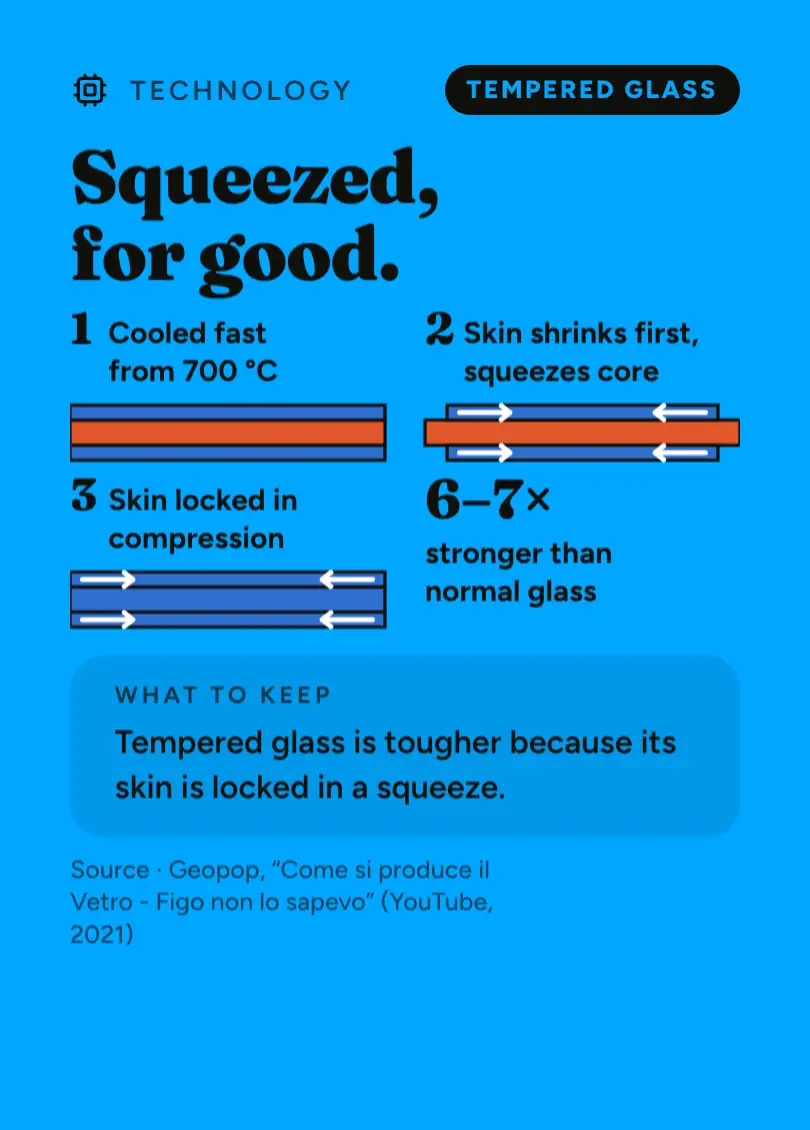 TECHNOLOGY
TEMPERED GLASS
Squeezed,
for good.
1 Cooled fast
from 700 °C
2 Skin shrinks first,
squeezes core
3 Skin locked in
compression
6–7×
stronger than
normal glass
WHAT TO KEEP
Tempered glass is tougher because its
skin is locked in a squeeze.
Source · Geopop, “Come si produce il
Vetro - Figo non lo sapevo” (YouTube,
2021)